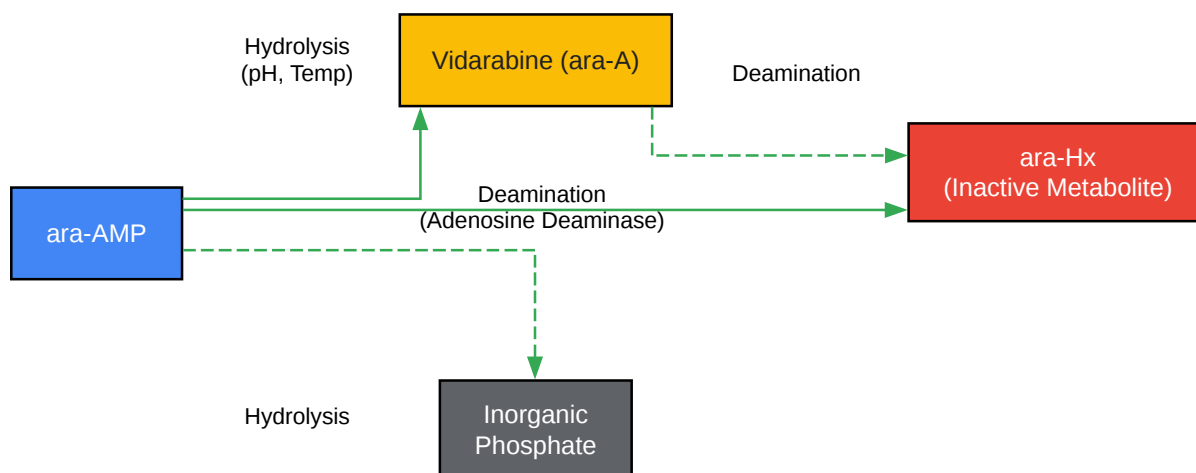 Hydrolysis
(pH, Temp)
Vidarabine (ara-A)
Deamination
ara-Hx
(Inactive Metabolite)
ara-AMP
Deamination
(Adenosine Deaminase)
Hydrolysis
Inorganic
Phosphate